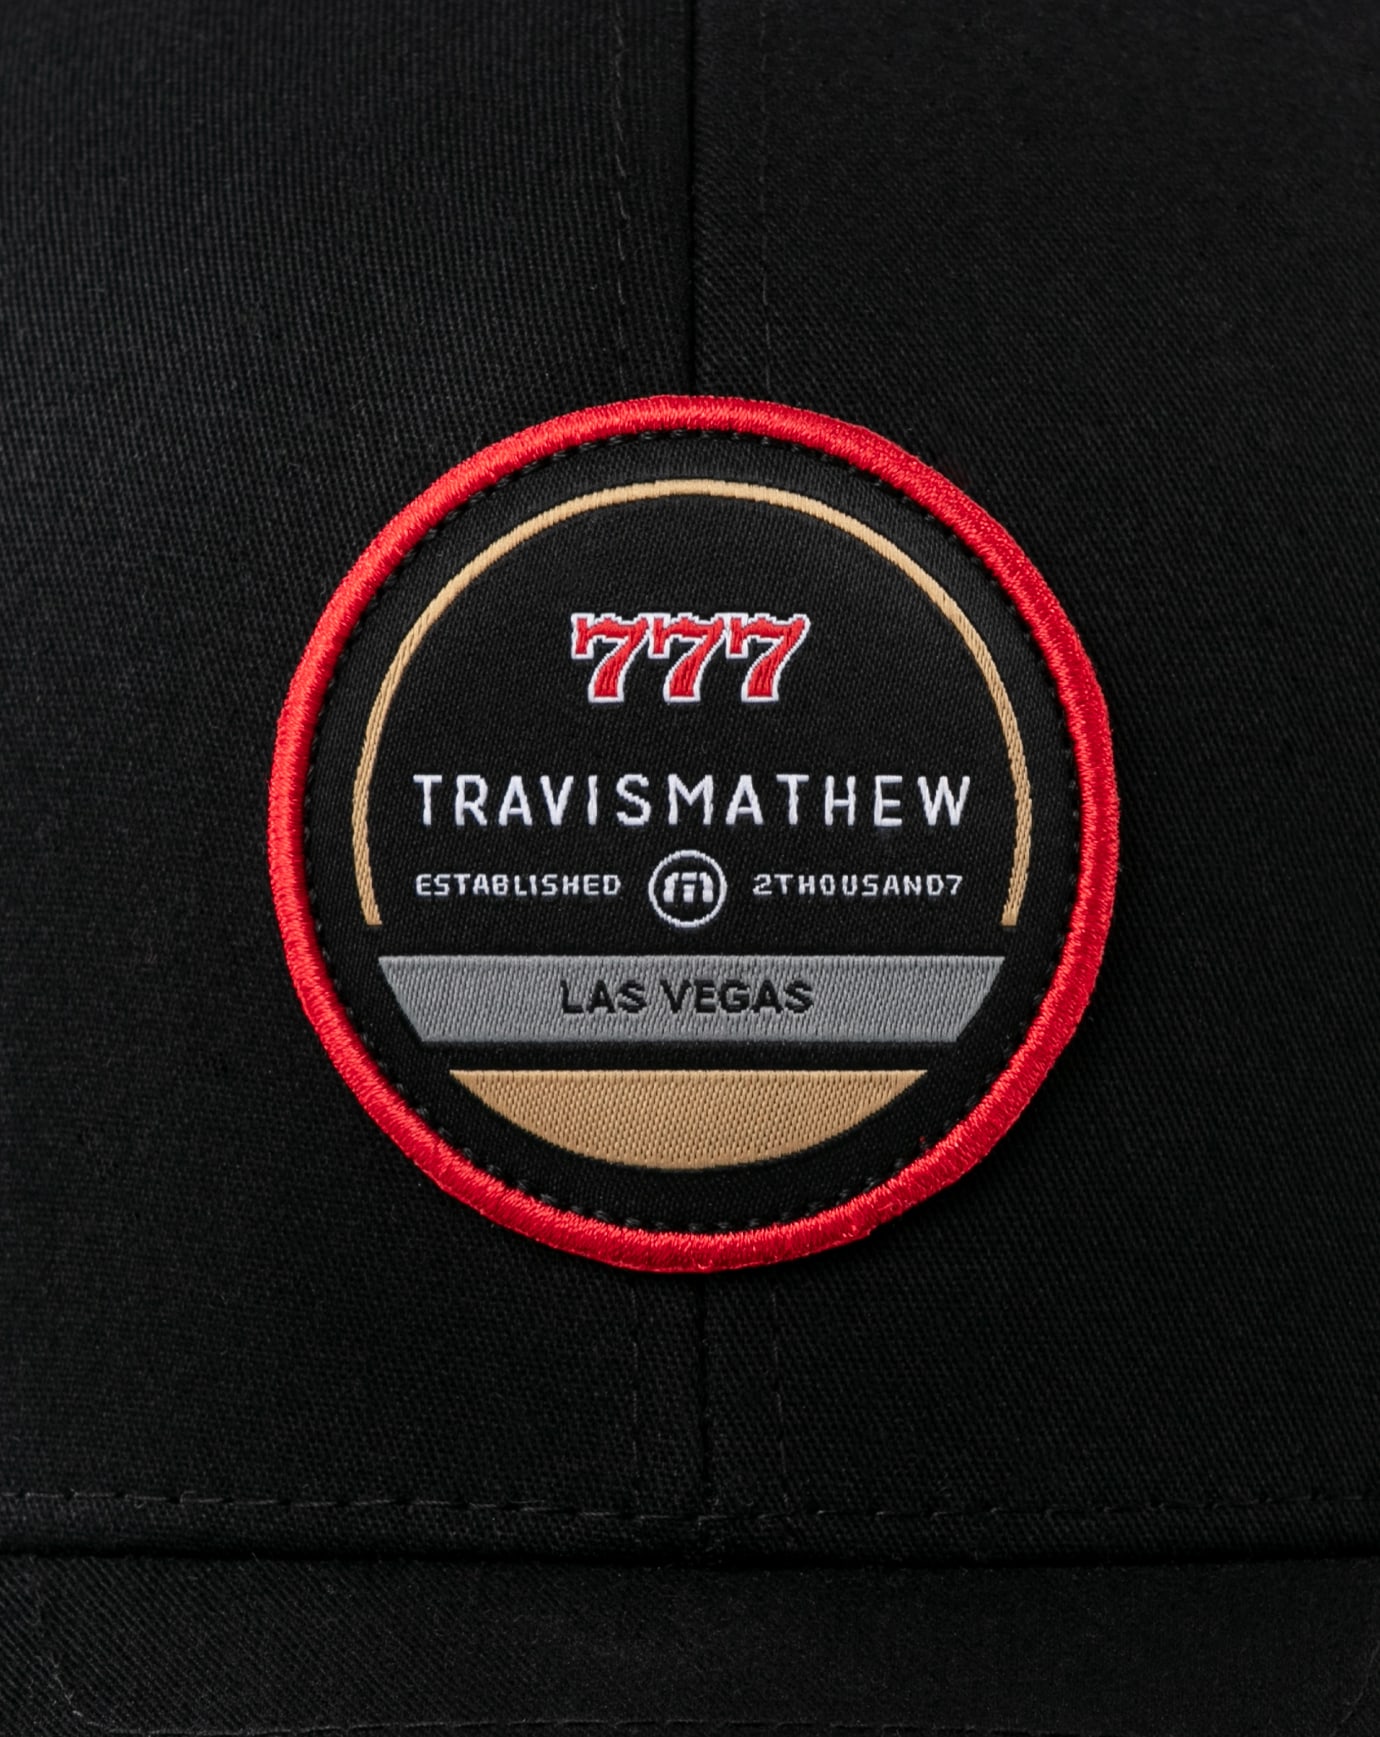 777
TRAVISMATHEW
ESTABLISHED 2THOUSAND7
LAS VEGAS